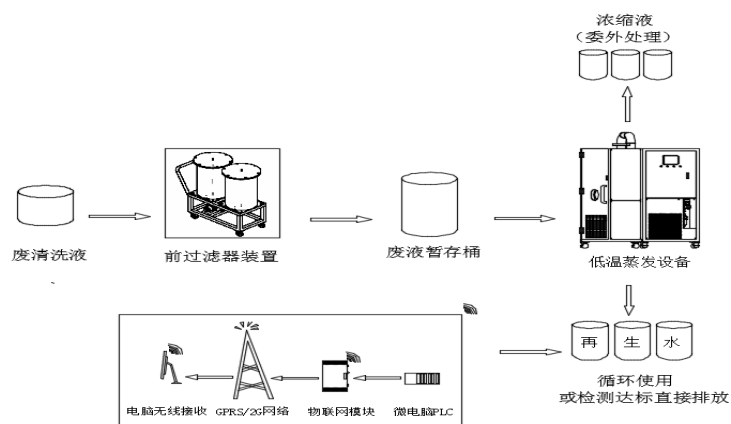 浓缩液
（委外处理）
废清洗液
前过滤器装置
废液暂存桶
低温蒸发设备
再 生 水
循环使用
或检测达标直接排放
电脑无线接收 GPRS/2G网络 物联网模块 微电脑PLC